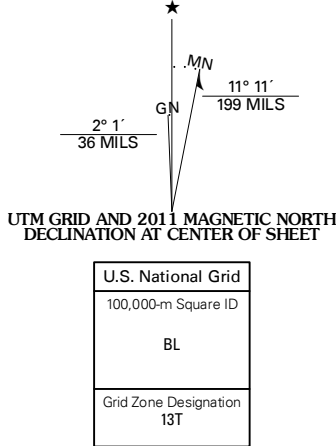 ★
MN
GN
11° 11´
199 MILS
2° 1´
36 MILS
UTM GRID AND 2011 MAGNETIC NORTH
DECLINATION AT CENTER OF SHEET
U.S. National Grid
100,000-m Square ID
BL
Grid Zone Designation
13T